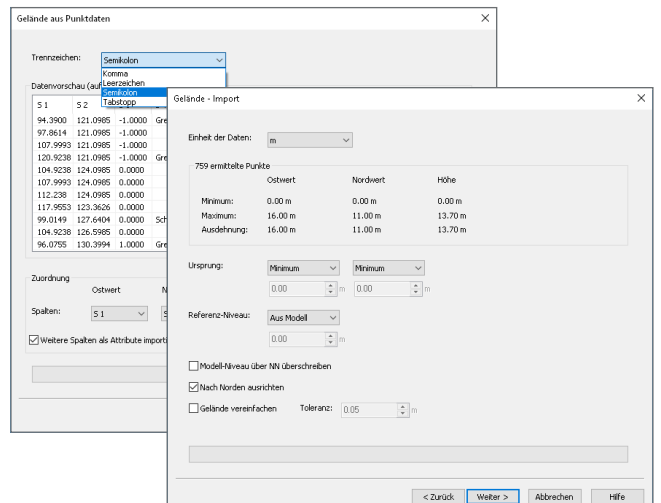 Gelände aus Punktdaten
Trennzeichen: Semikolon
Komma
Leerzeichen
Semikolon
Tabstopp
Datenvorschau
S 1 S 2
94.3900 121.0985 -1.0000 Gre
97.8614 121.0985 -1.0000
107.9993 121.0985 -1.0000
120.9238 121.0985 -1.0000 Gre
104.9238 124.0985 0.0000
107.9993 124.0985 0.0000
112.238 124.0985 0.0000
117.9553 123.3626 0.0000
99.0149 127.6404 0.0000 Sch
104.9238 126.5985 0.0000
96.0755 130.3994 1.0000 Gre
Zuordnung
Ostwert N
Spalten: S 1 S
Weitere Spalten als Attribute importi
Gelände - Import
Einheit der Daten: m
759 ermittelte Punkte
Ostwert Nordwert Höhe
Minimum: 0.00 m 0.00 m 0.00 m
Maximum: 16.00 m 11.00 m 13.70 m
Ausdehnung: 16.00 m 11.00 m 13.70 m
Ursprung: Minimum Minimum
0.00 m 0.00 m
Referenz-Niveau: Aus Modell
0.00 m
Modell-Niveau über NN überschreiben
Nach Norden ausrichten
Gelände vereinfachen Toleranz: 0.05 m
< Zurück Weiter > Abbrechen Hilfe